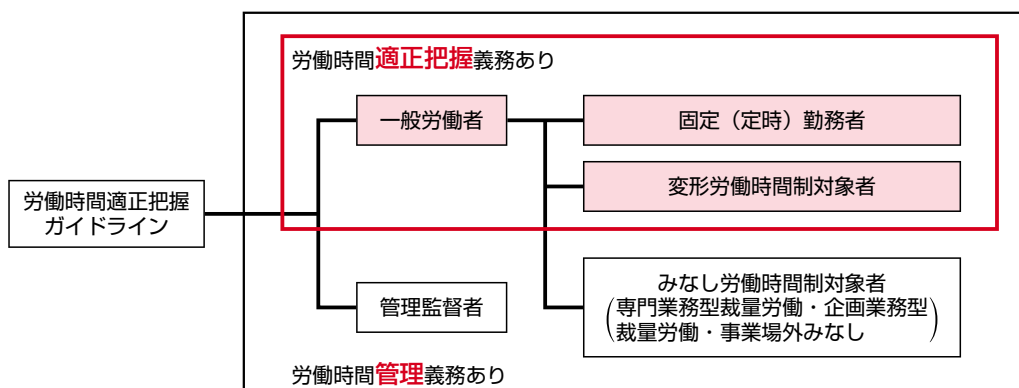 労働時間適正把握義務あり
一般労働者
固定（定時）勤務者
変形労働時間制対象者
労働時間適正把握
ガイドライン
管理監督者
みなし労働時間制対象者
(専門業務型裁量労働・企画業務型
裁量労働・事業場外みなし)
労働時間管理義務あり